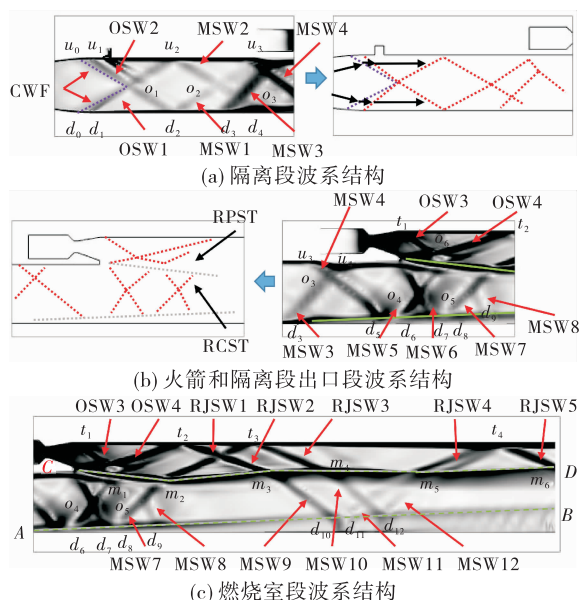 OSW2
MSW2
MSW4
u₀ u₁ u₂ u₃
CWF
o₁ o₂ o₃
d₀ d₁ d₂ d₃ d₄
OSW1 MSW1 MSW3
(a) 隔离段波系结构
MSW4 OSW3 OSW4
RPST
t₁ o₆ t₂
u₃
o₃ o₄ o₅
RCST
d₃ d₅ d₆ d₇ d₈ d₉
MSW3 MSW5 MSW6 MSW7 MSW8
(b) 火箭和隔离段出口段波系结构
OSW3 OSW4 RJSW1 RJSW2 RJSW3 RJSW4 RJSW5
t₁ t₂ t₃ t₄
C m₁ m₂ m₃ m₄ m₅ m₆ D
o₄ o₅ B
A d₆ d₇ d₈ d₉ d₁₀ d₁₁ d₁₂
MSW7 MSW8 MSW9 MSW10 MSW11 MSW12
(c) 燃烧室段波系结构